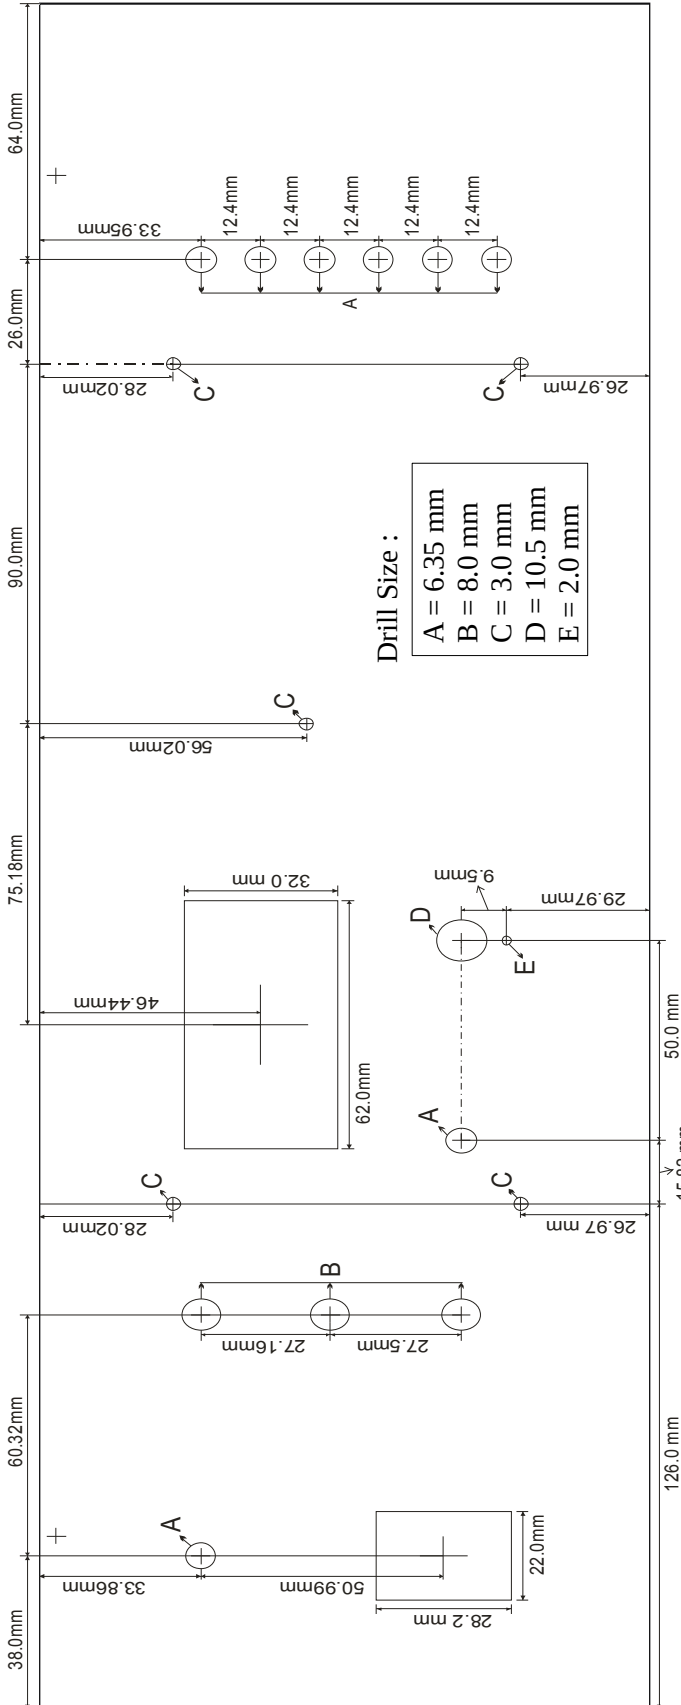 64.0mm
26.0mm
90.0mm
75.18mm
60.32mm
38.0mm
33.95mm
12.4mm
12.4mm
12.4mm
12.4mm
12.4mm
A
28.02mm
C
C
26.97mm
Drill Size :
A = 6.35 mm
B = 8.0 mm
C = 3.0 mm
D = 10.5 mm
E = 2.0 mm
56.02mm
C
32.0 mm
46.44mm
62.0mm
D
9.5mm
29.97mm
E
A
50.0 mm
28.02mm
C
C
26.97 mm
B
27.16mm
27.5mm
126.0 mm
A
33.86mm
50.99mm
28.2 mm
22.0mm